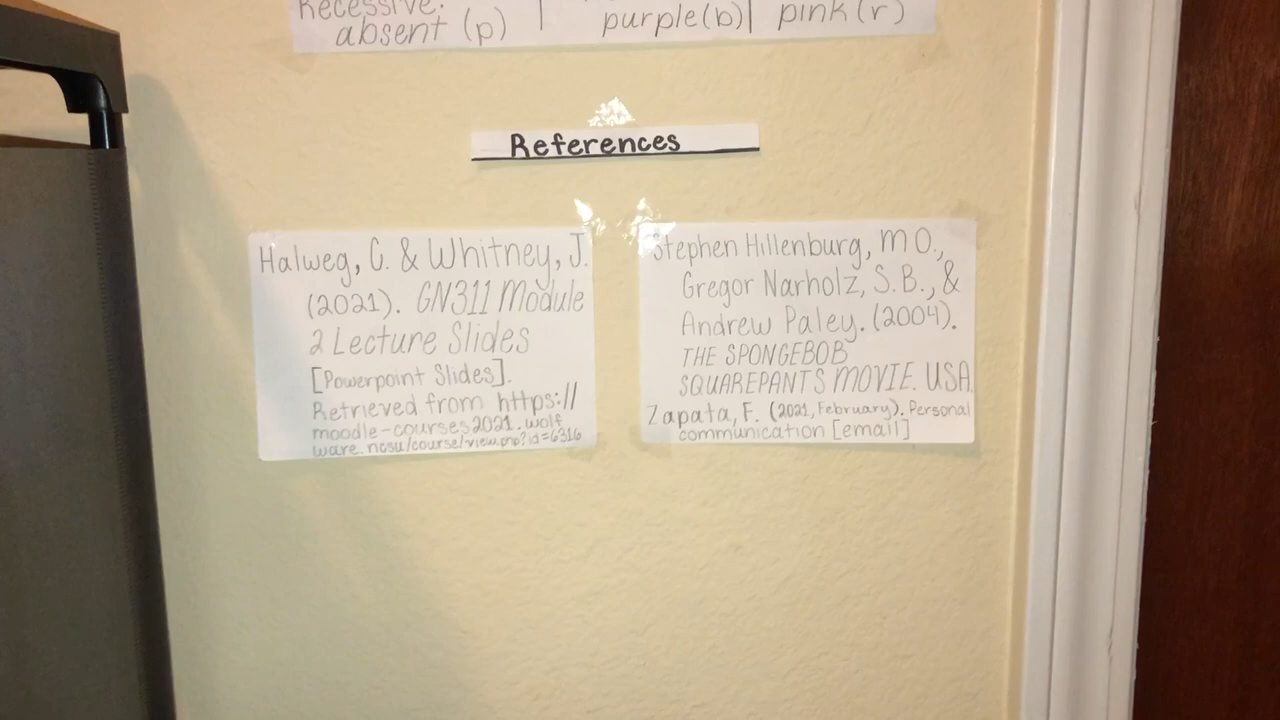 Recessive:
absent (p) | purple(b)| pink(r)
References
Halweg, C. & Whitney, J.
(2021). GN311 Module
2 Lecture Slides
[Powerpoint Slides].
Retrieved from https://
moodle-courses2021.wolf
ware.ncsu/course/view.php?id=6316
Stephen Hillenburg, M O.,
Gregor Narholz, S.B., &
Andrew Paley. (2004).
THE SPONGEBOB
SQUAREPANTS MOVIE. USA
Zapata, F. (2021, February). Personal
communication [email]